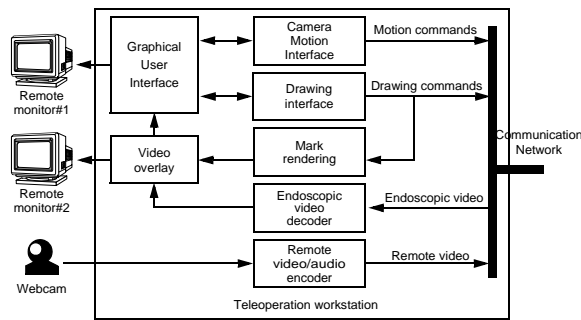 Graphical
User
Interface
Camera
Motion
Interface
Motion commands
Drawing
interface
Drawing commands
Remote
monitor#1
Video
overlay
Mark
rendering
Communication
Network
Remote
monitor#2
Endoscopic
video
decoder
Endoscopic video
Webcam
Remote
video/audio
encoder
Remote video
Teleoperation workstation